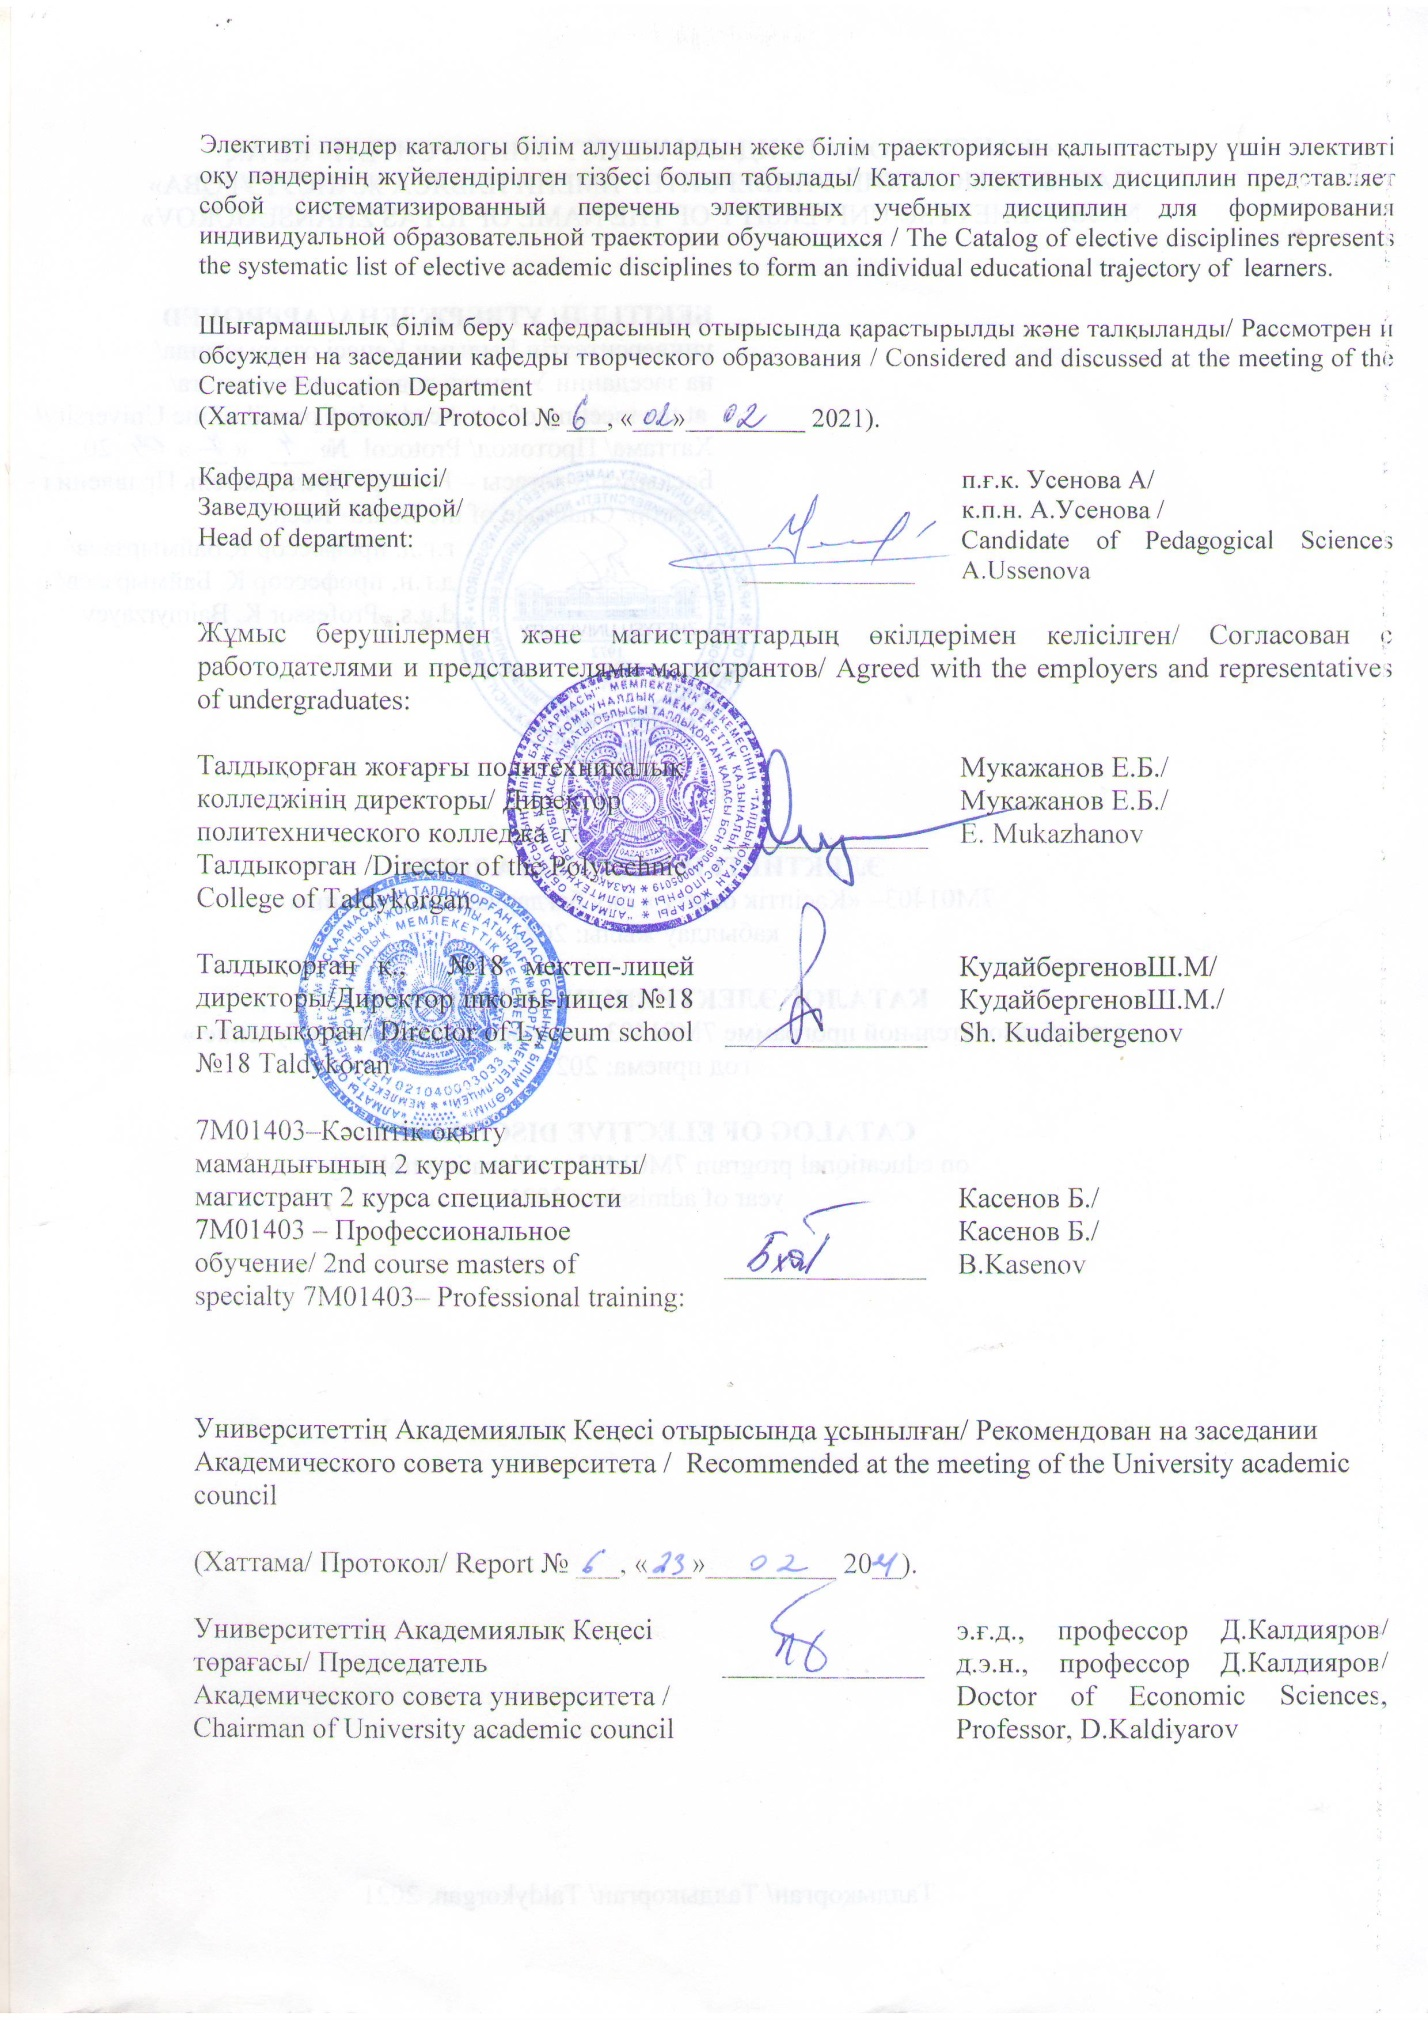 Элективті пәндер каталогы білім алушылардын жеке білім траекториясын қалыптастыру үшін элективті
оқу пәндерінің жүйелендірілген тізбесі болып табылады/ Каталог элективных дисциплин представляет
собой систематизированный перечень элективных учебных дисциплин для формирования
индивидуальной образовательной траектории обучающихся / The Catalog of elective disciplines represents
the systematic list of elective academic disciplines to form an individual educational trajectory of learners.
Шығармашылық білім беру кафедрасының отырысында қарастырылды және талқыланды/ Рассмотрен и
обсужден на заседании кафедры творческого образования / Considered and discussed at the meeting of the
Creative Education Department
(Хаттама/ Протокол/ Protocol № 6, «02» 02 2021).
Кафедра меңгерушісі/
Заведующий кафедрой/
Head of department:
п.ғ.к. Усенова А/
к.п.н. А.Усенова /
Candidate of Pedagogical Sciences
A.Ussenova
Жұмыс берушілермен және магистранттардың өкілдерімен келісілген/ Согласован с
работодателями и представителями магистрантов/ Agreed with the employers and representatives
of undergraduates:
Талдықорған жоғарғы политехникалық
колледжінің директоры/ Директор
политехнического колледжа г.
Талдыкорган /Director of the Polytechnic
College of Taldykorgan
Мукажанов Е.Б./
Мукажанов Е.Б./
E. Mukazhanov
Талдыкорған қ., №18 мектеп-лицей
директоры/Директор школы-лицея №18
г.Талдыкоран/ Director of Lyceum school
№18 Taldykoran
КудайбергеновШ.М/
КудайбергеновШ.М./
Sh. Kudaibergenov
7М01403–Кәсіптік оқыту
мамандығының 2 курс магистранты/
магистрант 2 курса специальности
7М01403 – Профессиональное
обучение/ 2nd course masters of
specialty 7М01403– Professional training:
Касенов Б./
Касенов Б./
B.Kasenov
Университеттің Академиялық Кеңесі отырысында ұсынылған/ Рекомендован на заседании
Академического совета университета / Recommended at the meeting of the University academic
council
(Хаттама/ Протокол/ Report № 6, «23» 02 20).
Университеттің Академиялық Кеңесі
төрағасы/ Председатель
Академического совета университета /
Chairman of University academic council
э.ғ.д., профессор Д.Калдияров/
д.э.н., профессор Д.Калдияров/
Doctor of Economic Sciences,
Professor, D.Kaldiyarov